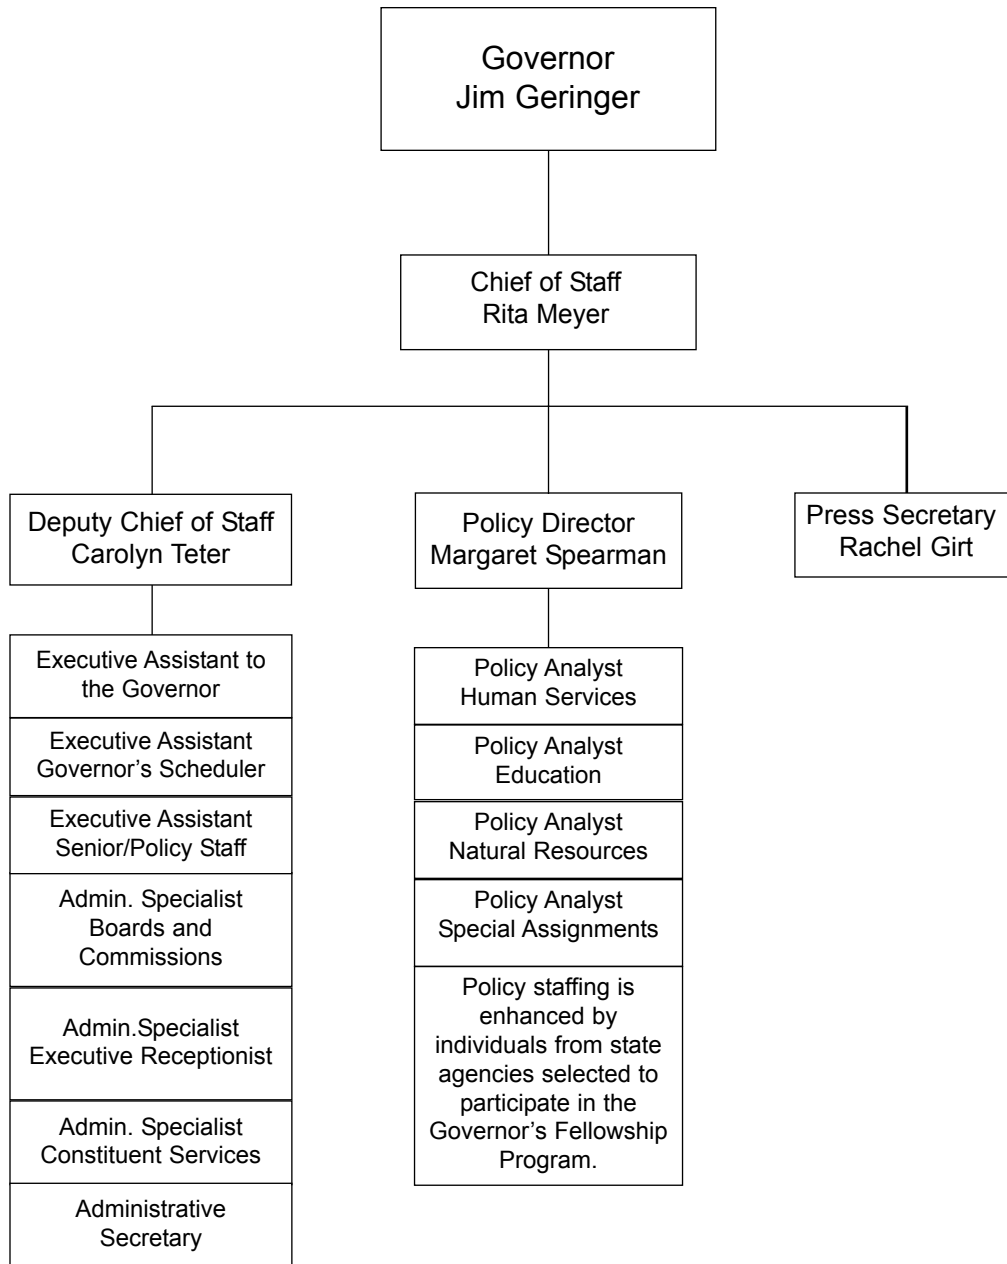 Governor
Jim Geringer
Chief of Staff
Rita Meyer
Deputy Chief of Staff
Carolyn Teter
Policy Director
Margaret Spearman
Press Secretary
Rachel Girt
Executive Assistant to
the Governor
Executive Assistant
Governor’s Scheduler
Executive Assistant
Senior/Policy Staff
Admin. Specialist
Boards and
Commissions
Admin.Specialist
Executive Receptionist
Admin. Specialist
Constituent Services
Administrative
Secretary
Policy Analyst
Human Services
Policy Analyst
Education
Policy Analyst
Natural Resources
Policy Analyst
Special Assignments
Policy staffing is
enhanced by
individuals from state
agencies selected to
participate in the
Governor’s Fellowship
Program.